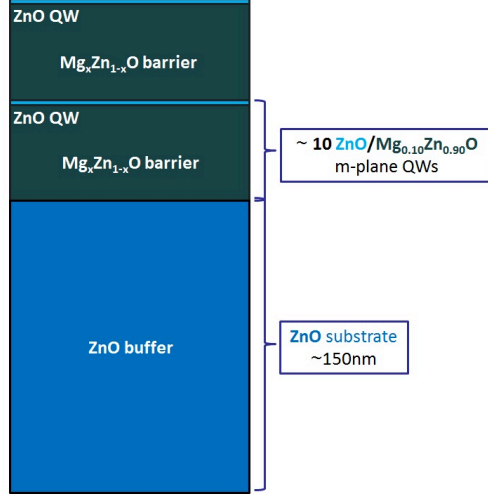 ZnO QW
MgₓZn₁₋ₓO barrier
ZnO QW
MgₓZn₁₋ₓO barrier
~ 10 ZnO/Mg₀.₁₀Zn₀.₉₀O
m-plane QWs
ZnO buffer
ZnO substrate
~150nm